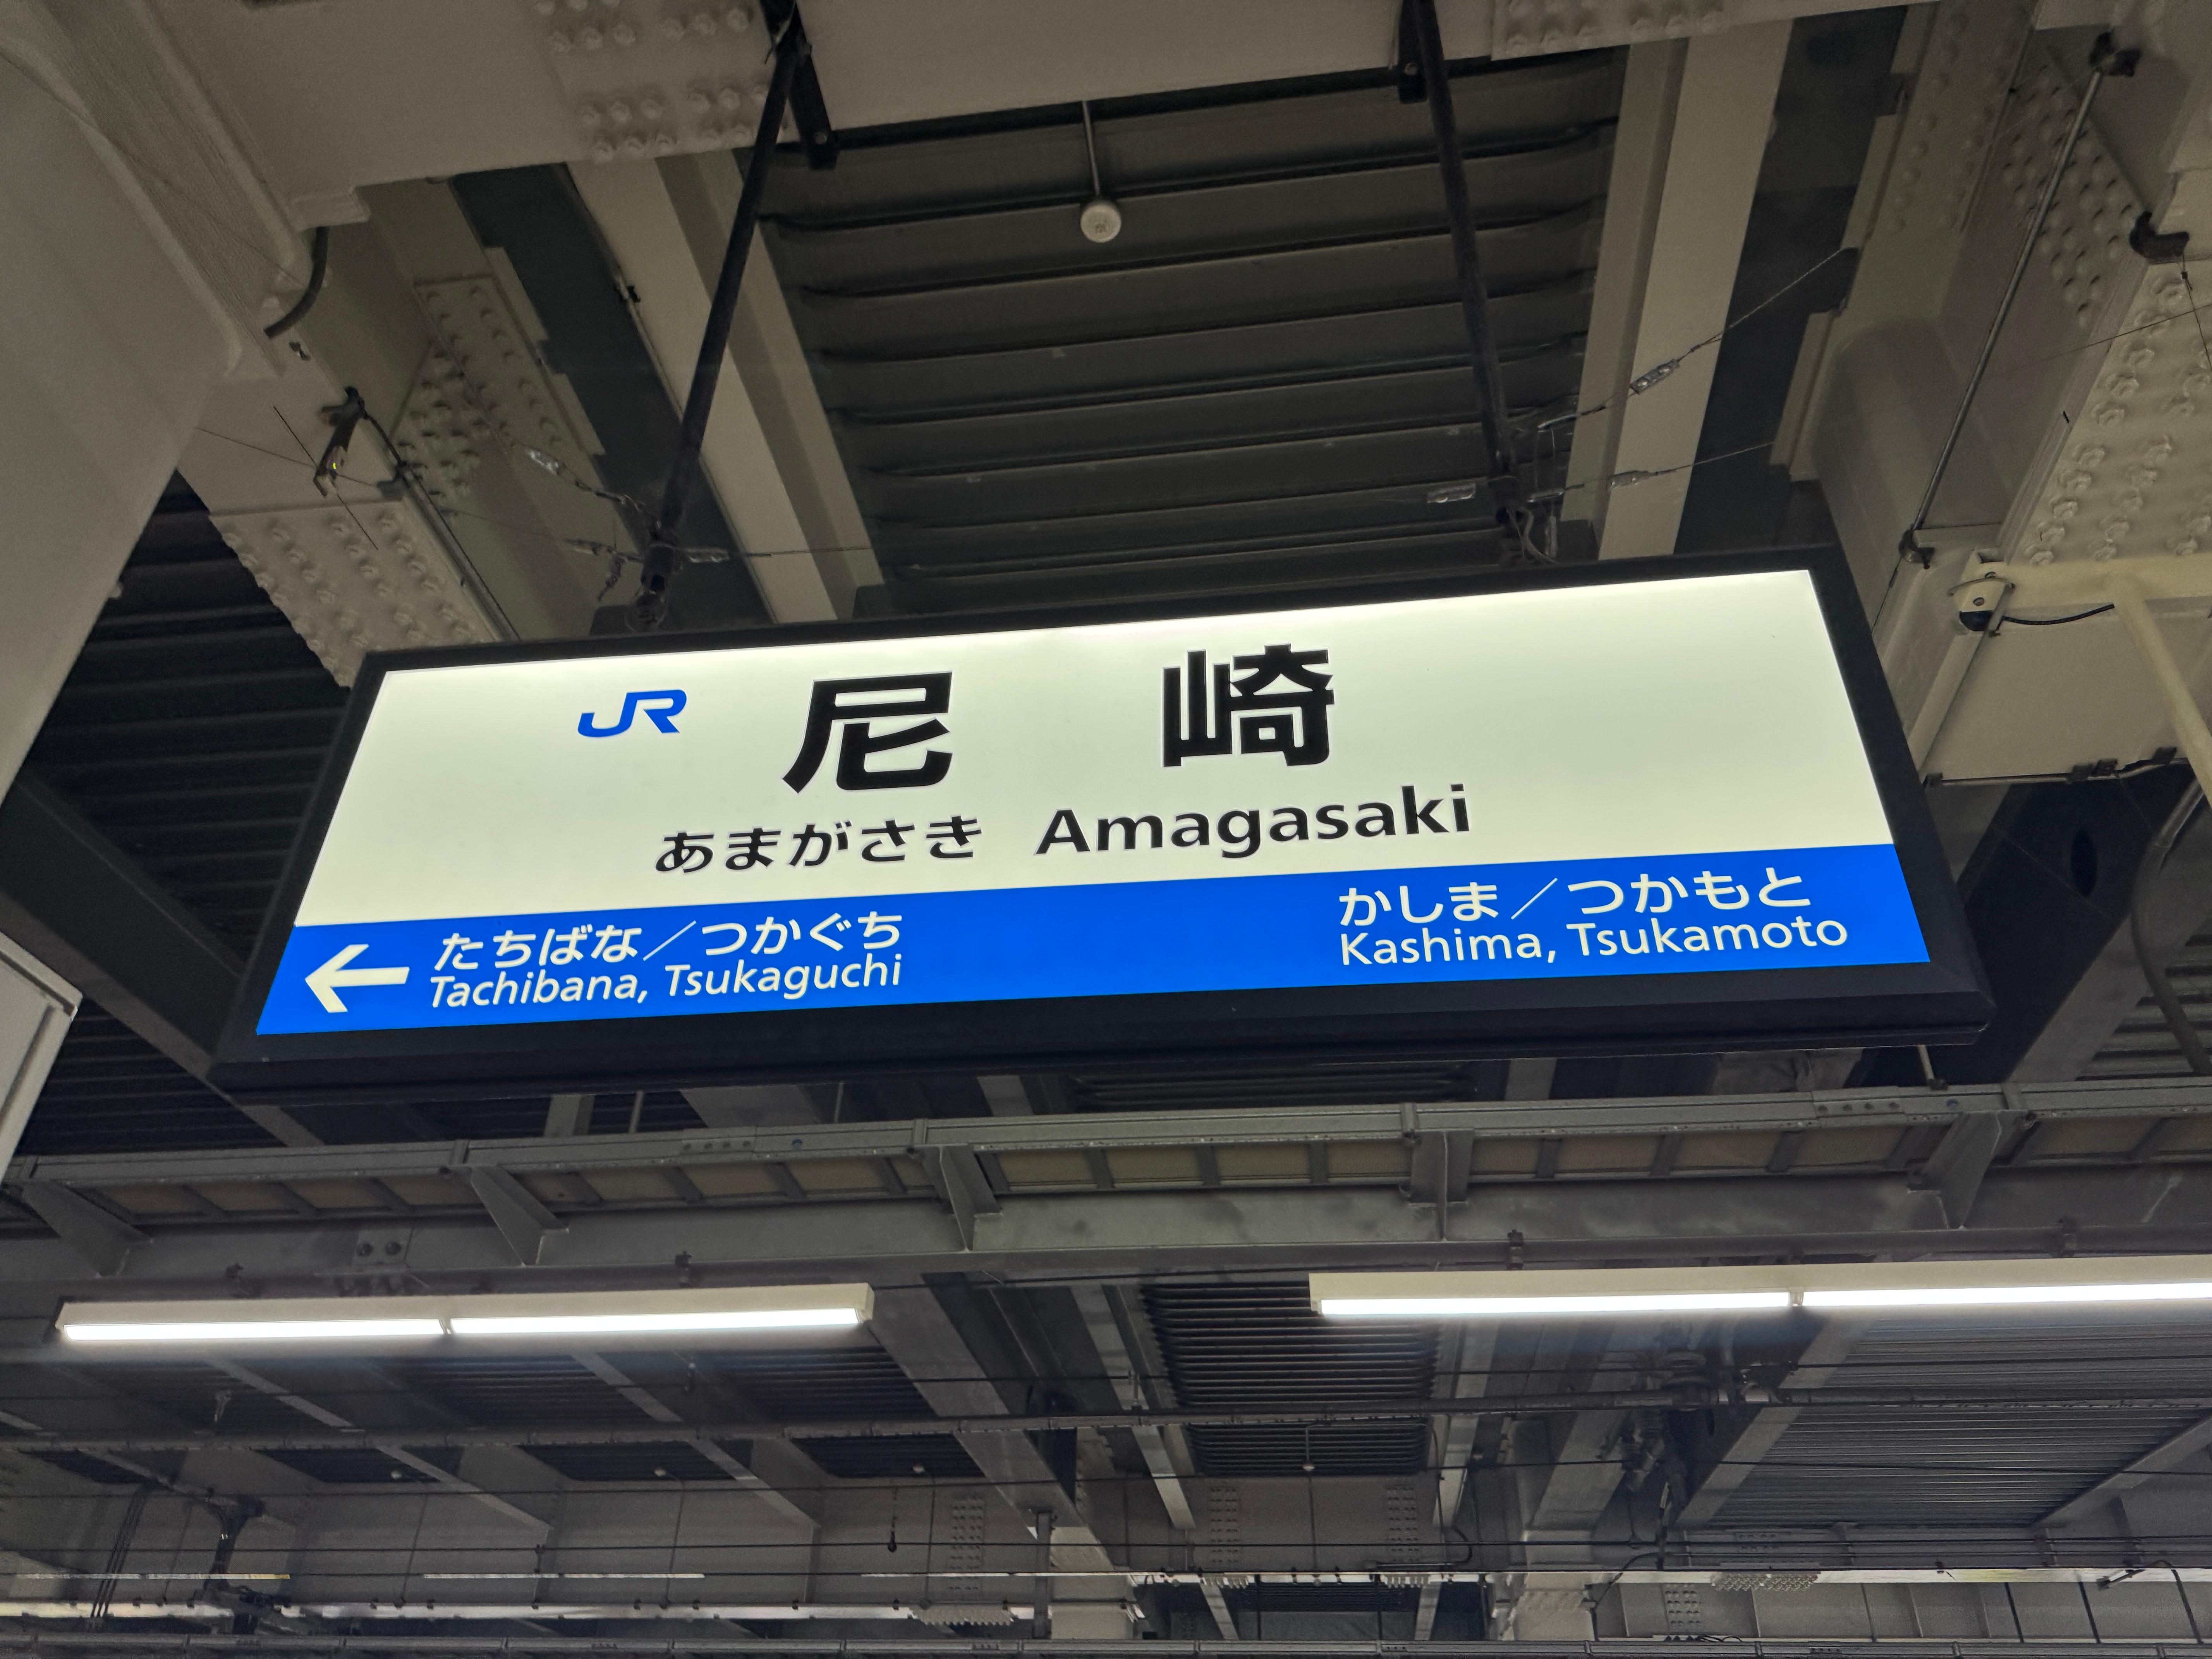 JR 尼崎
あまがさき Amagasaki
← たちばな／つかぐち
Tachibana, Tsukaguchi
かしま／つかもと
Kashima, Tsukamoto